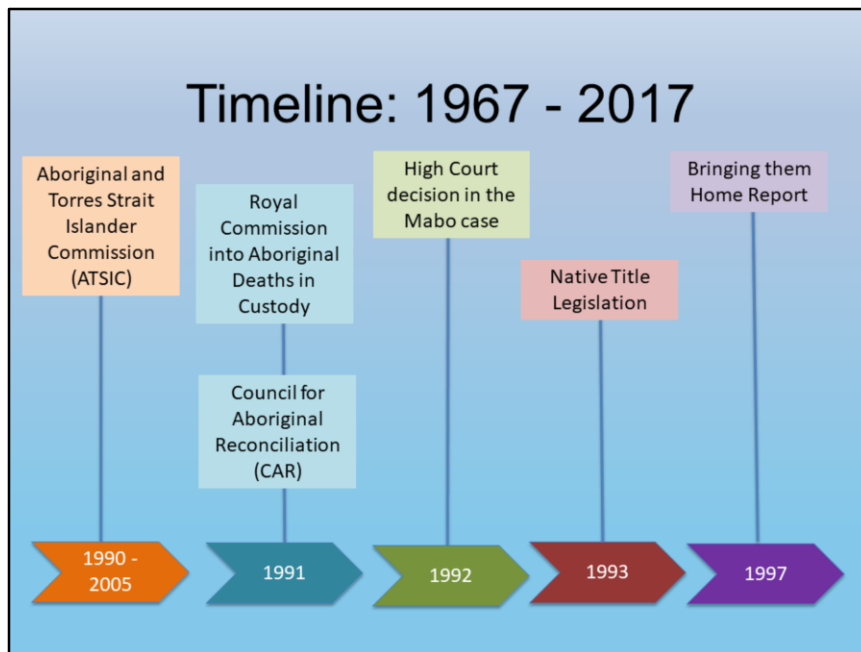 Timeline: 1967 - 2017
Aboriginal and
Torres Strait
Islander
Commission
(ATSIC)
Royal
Commission
into Aboriginal
Deaths in
Custody
Council for
Aboriginal
Reconciliation
(CAR)
High Court
decision in the
Mabo case
Native Title
Legislation
Bringing them
Home Report
1990 -
2005
1991
1992
1993
1997